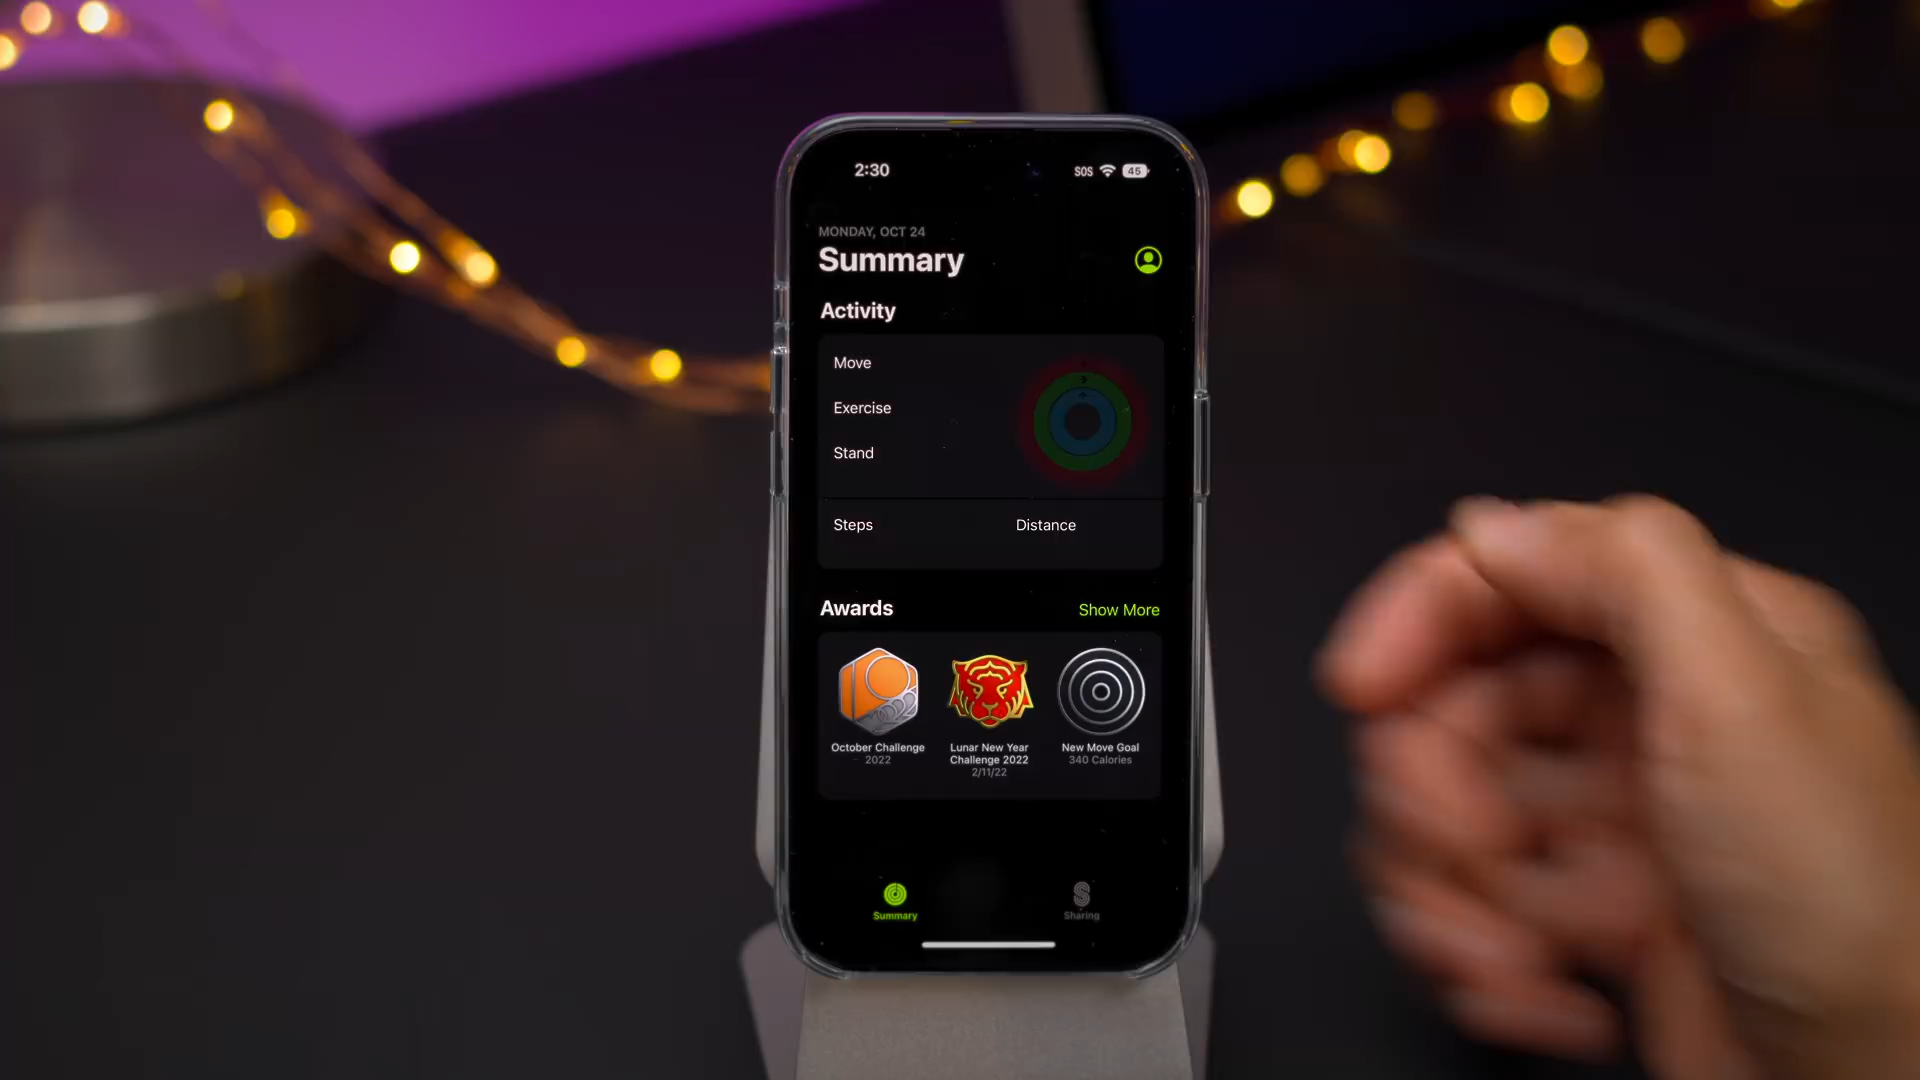 2:30
SOS
45
MONDAY, OCT 24
Summary
Activity
Move
Exercise
Stand
Steps
Distance
Awards
Show More
October Challenge
2022
Lunar New Year
Challenge 2022
2/11/22
New Move Goal
340 Calories
Summary
Sharing